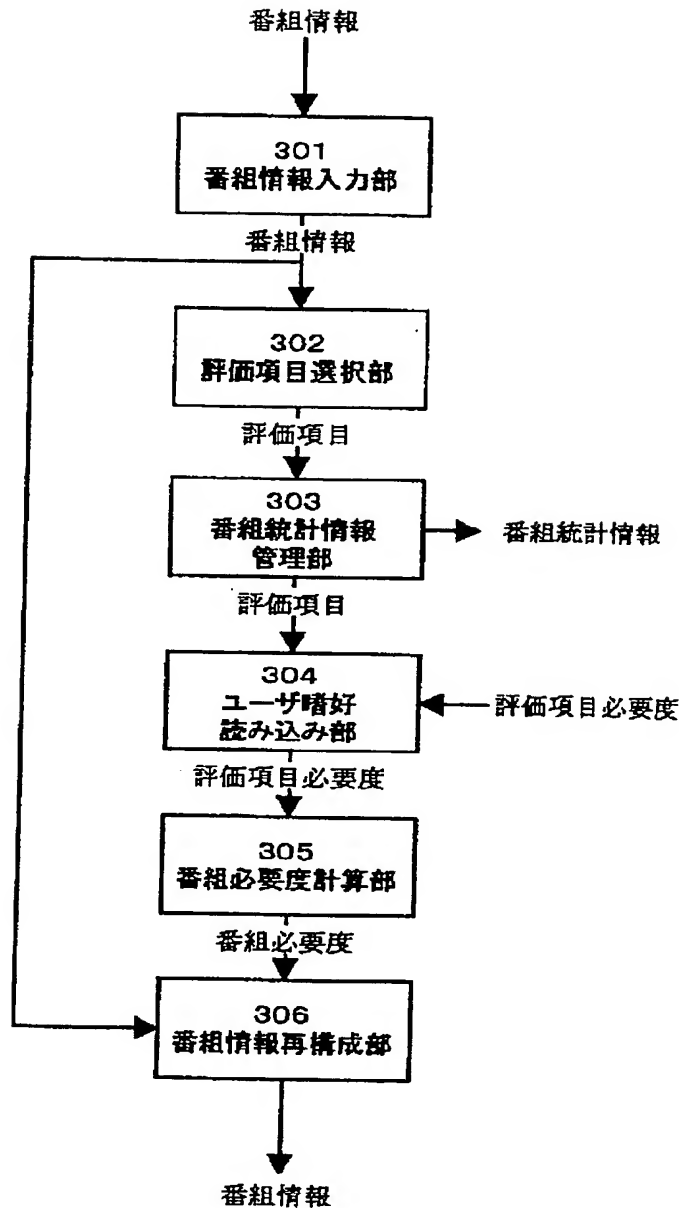 番組情報
301
番組情報入力部
番組情報
302
評価項目選択部
評価項目
303
番組統計情報
管理部
番組統計情報
評価項目
304
ユーザ嗜好
読み込み部
評価項目必要度
評価項目必要度
305
番組必要度計算部
番組必要度
306
番組情報再構成部
番組情報